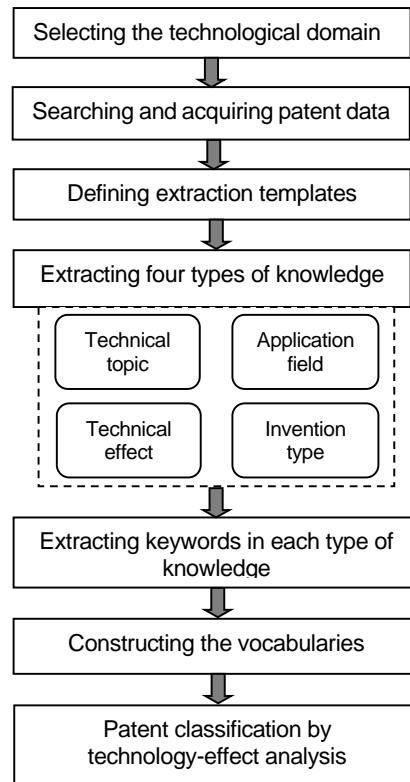 Selecting the technological domain
Searching and acquiring patent data
Defining extraction templates
Extracting four types of knowledge
Technical
topic
Application
field
Technical
effect
Invention
type
Extracting keywords in each type of
knowledge
Constructing the vocabularies
Patent classification by
technology-effect analysis